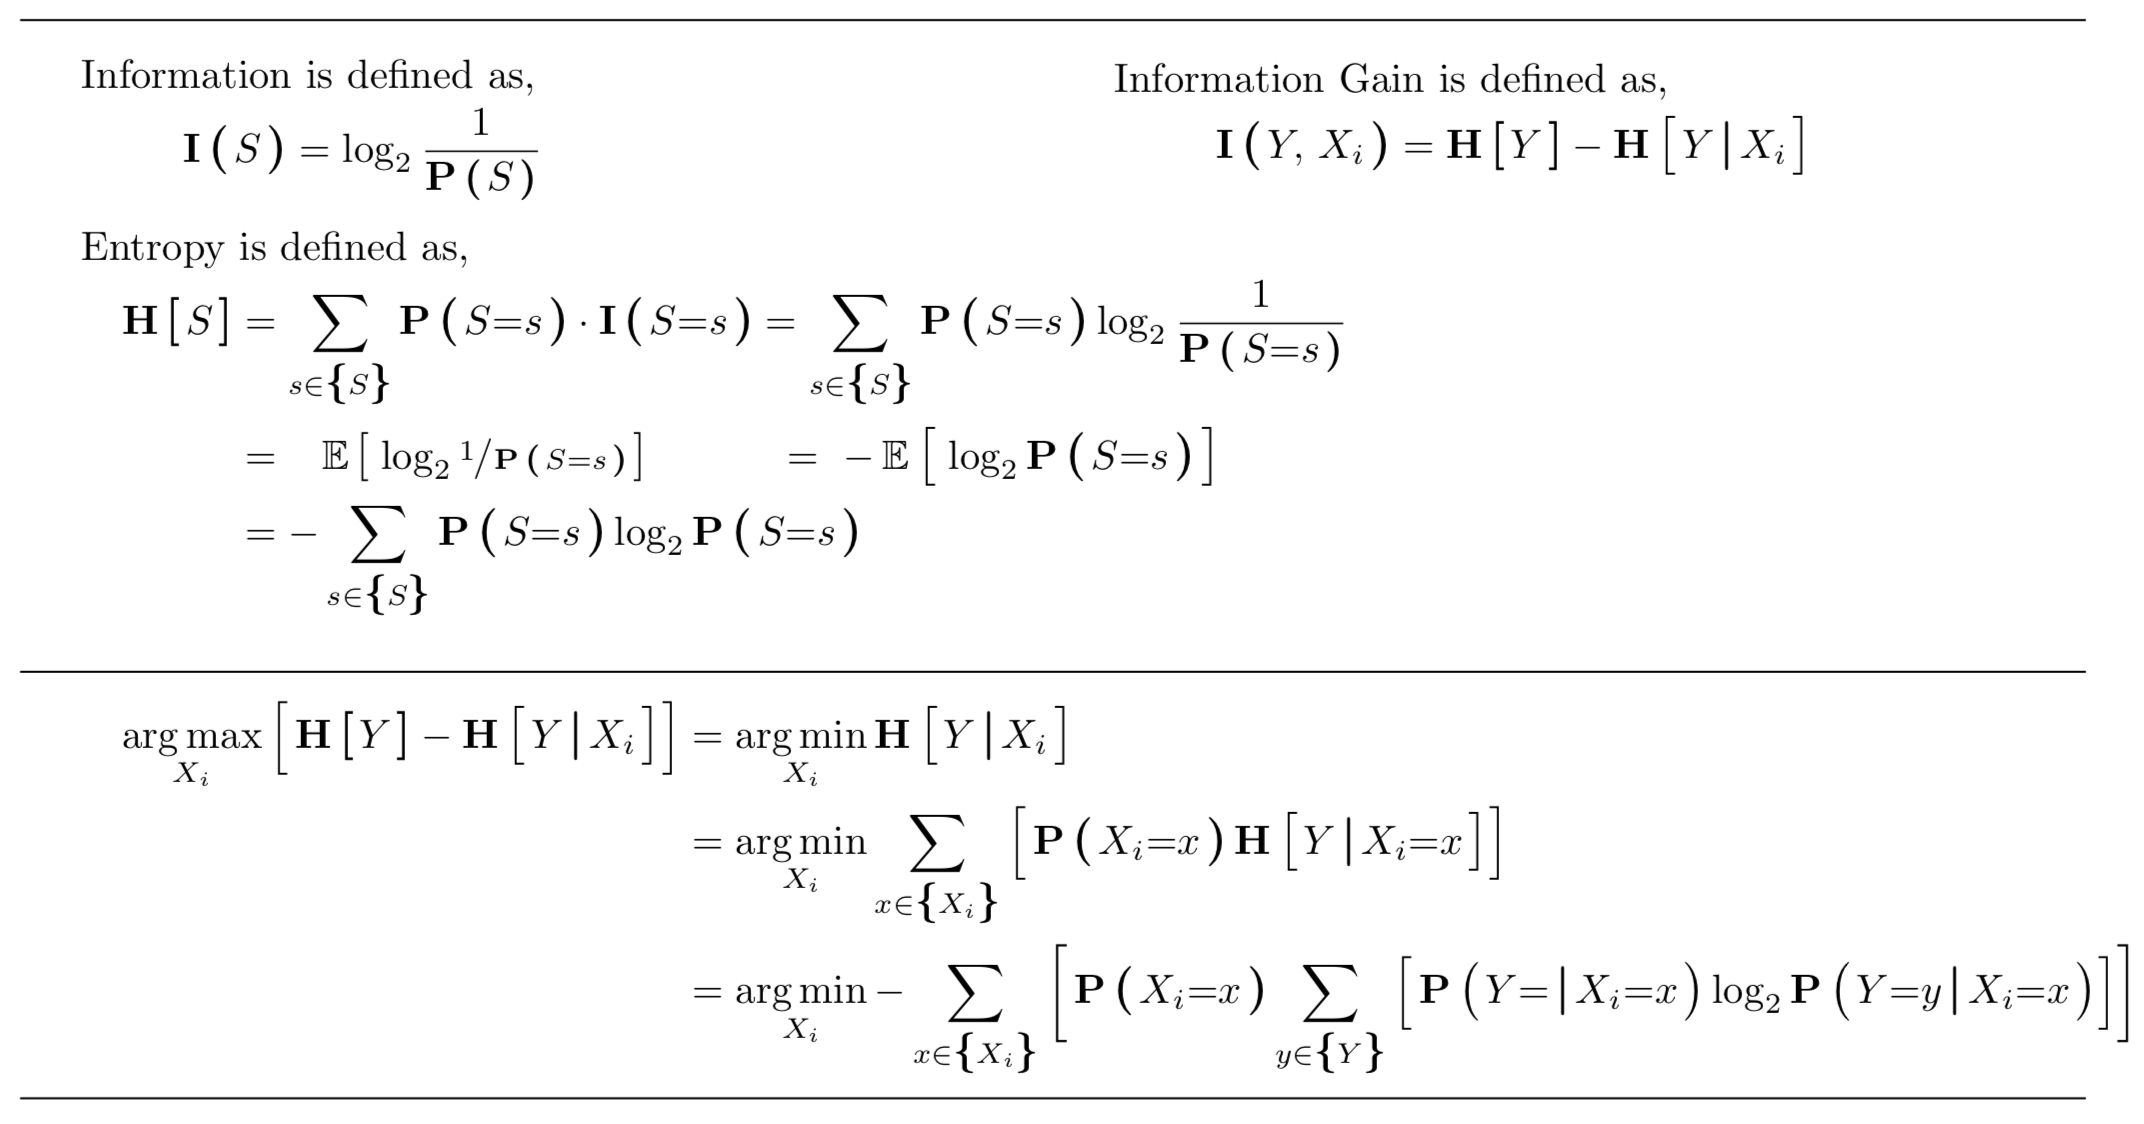 Information is defined as,
I ( S ) = log₂ 1 / P ( S )
Information Gain is defined as,
I ( Y, Xᵢ ) = H [ Y ] − H [ Y | Xᵢ ]
Entropy is defined as,
H [ S ] = ∑_{s∈{S}} P ( S=s ) · I ( S=s ) = ∑_{s∈{S}} P ( S=s ) log₂ 1 / P ( S=s )
= 𝔼 [ log₂ 1/P ( S=s ) ] = − 𝔼 [ log₂ P ( S=s ) ]
= − ∑_{s∈{S}} P ( S=s ) log₂ P ( S=s )
arg max_{Xᵢ} [ H [ Y ] − H [ Y | Xᵢ ] ] = arg min_{Xᵢ} H [ Y | Xᵢ ]
= arg min_{Xᵢ} ∑_{x∈{Xᵢ}} [ P ( Xᵢ=x ) H [ Y | Xᵢ=x ] ]
= arg min_{Xᵢ} − ∑_{x∈{Xᵢ}} [ P ( Xᵢ=x ) ∑_{y∈{Y}} [ P ( Y= | Xᵢ=x ) log₂ P ( Y=y | Xᵢ=x ) ] ]